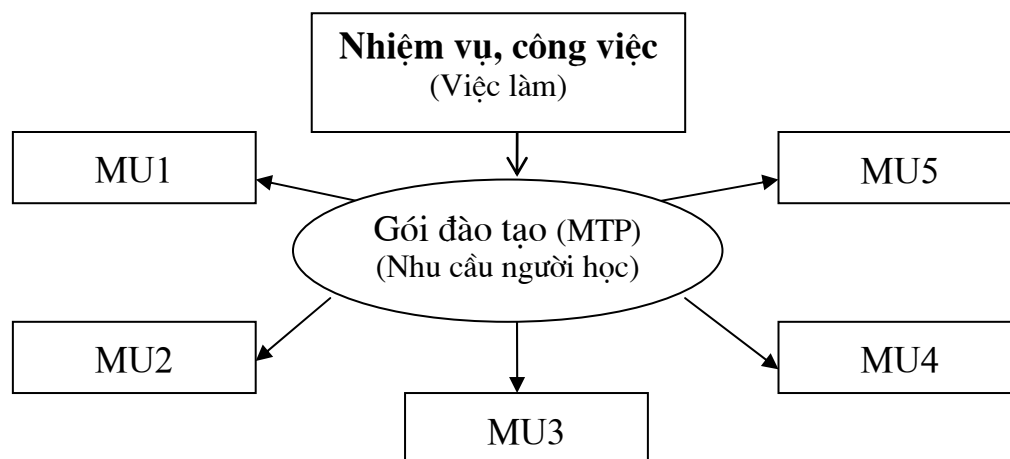 Nhiệm vụ, công việc
(Việc làm)
MU1
MU5
Gói đào tạo (MTP)
(Nhu cầu người học)
MU2
MU4
MU3